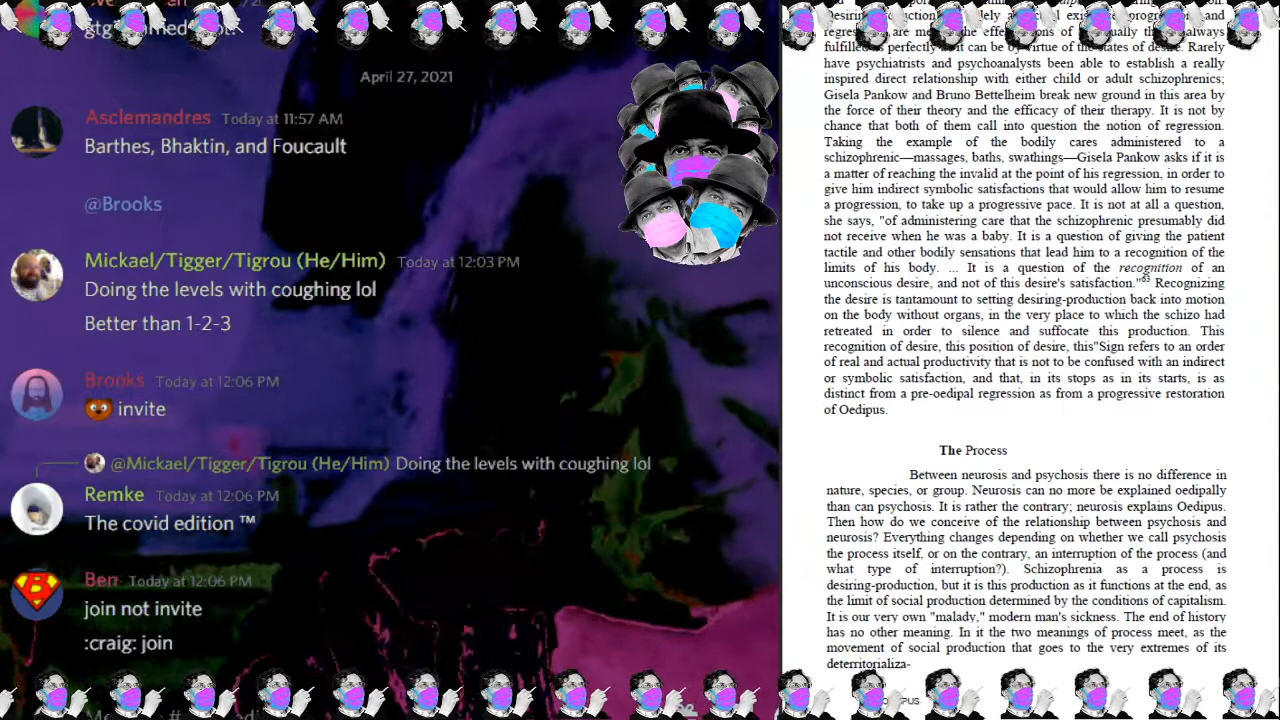 April 27, 2021
Asclemandres Today at 11:57 AM
Barthes, Bhaktin, and Foucault
@Brooks
Mickael/Tigger/Tigrou (He/Him) Today at 12:03 PM
Doing the levels with coughing lol
Better than 1-2-3
Brooks Today at 12:06 PM
invite
@Mickael/Tigger/Tigrou (He/Him) Doing the levels with coughing lol
Remke Today at 12:06 PM
The covid edition ™
Ben Today at 12:06 PM
join not invite
:craig: join
fulfilled as perfectly as it can be by virtue of the states of desire. Rarely
have psychiatrists and psychoanalysts been able to establish a really
inspired direct relationship with either child or adult schizophrenics;
Gisela Pankow and Bruno Bettelheim break new ground in this area by
the force of their theory and the efficacy of their therapy. It is not by
chance that both of them call into question the notion of regression.
Taking the example of the bodily cares administered to a
schizophrenic—massages, baths, swathings—Gisela Pankow asks if it is
a matter of reaching the invalid at the point of his regression, in order to
give him indirect symbolic satisfactions that would allow him to resume
a progression, to take up a progressive pace. It is not at all a question,
she says, "of administering care that the schizophrenic presumably did
not receive when he was a baby. It is a question of giving the patient
tactile and other bodily sensations that lead him to a recognition of the
limits of his body. ... It is a question of the recognition of an
unconscious desire, and not of this desire's satisfaction."63 Recognizing
the desire is tantamount to setting desiring-production back into motion
on the body without organs, in the very place to which the schizo had
retreated in order to silence and suffocate this production. This
recognition of desire, this position of desire, this"Sign refers to an order
of real and actual productivity that is not to be confused with an indirect
or symbolic satisfaction, and that, in its stops as in its starts, is as
distinct from a pre-oedipal regression as from a progressive restoration
of Oedipus.
The Process
Between neurosis and psychosis there is no difference in
nature, species, or group. Neurosis can no more be explained oedipally
than can psychosis. It is rather the contrary; neurosis explains Oedipus.
Then how do we conceive of the relationship between psychosis and
neurosis? Everything changes depending on whether we call psychosis
the process itself, or on the contrary, an interruption of the process (and
what type of interruption?). Schizophrenia as a process is
desiring-production, but it is this production as it functions at the end, as
the limit of social production determined by the conditions of capitalism.
It is our very own "malady," modern man's sickness. The end of history
has no other meaning. In it the two meanings of process meet, as the
movement of social production that goes to the very extremes of its
deterritorializa-